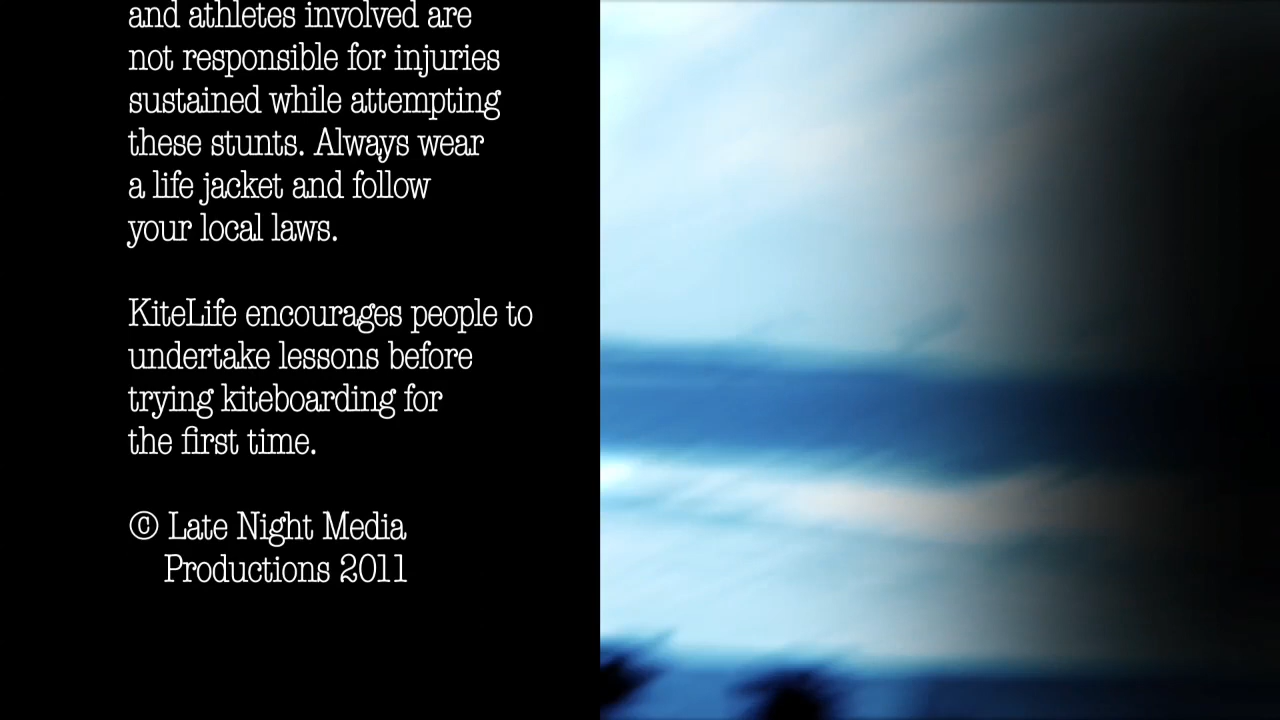 and athletes involved are
not responsible for injuries
sustained while attempting
these stunts. Always wear
a life jacket and follow
your local laws.
KiteLife encourages people to
undertake lessons before
trying kiteboarding for
the first time.
© Late Night Media
Productions 2011